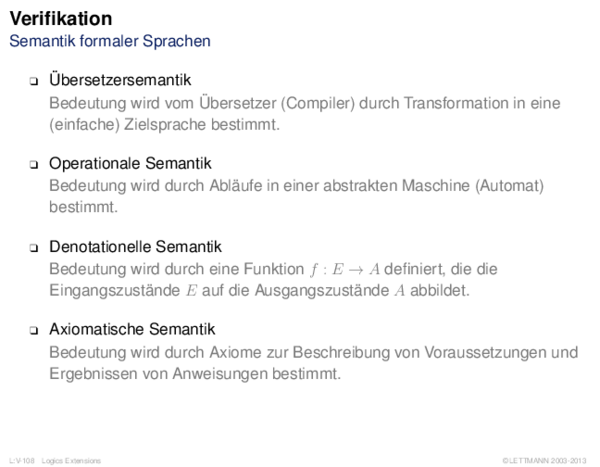 Verifikation
Semantik formaler Sprachen
❑ Übersetzersemantik
Bedeutung wird vom Übersetzer (Compiler) durch Transformation in eine
(einfache) Zielsprache bestimmt.
❑ Operationale Semantik
Bedeutung wird durch Abläufe in einer abstrakten Maschine (Automat)
bestimmt.
❑ Denotationelle Semantik
Bedeutung wird durch eine Funktion f : E → A definiert, die die
Eingangszustände E auf die Ausgangszustände A abbildet.
❑ Axiomatische Semantik
Bedeutung wird durch Axiome zur Beschreibung von Voraussetzungen und
Ergebnissen von Anweisungen bestimmt.
L:V-108 Logics Extensions
©LETTMANN 2003-2013